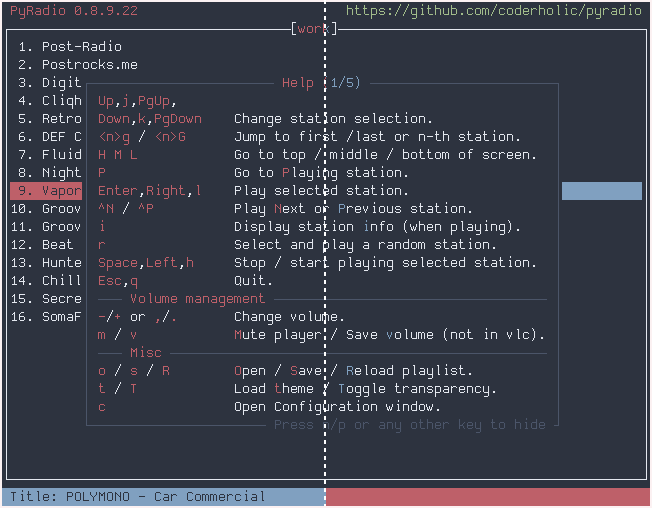 PyRadio 0.8.9.22 https://github.com/coderholic/pyradio
[work]
1. Post-Radio
2. Postrocks.me
3. Digit Help (1/5)
4. Cliqh Up,j,PgUp,
5. Retro Down,k,PgDown Change station selection.
6. DEF C <n>g / <n>G Jump to first /last or n-th station.
7. Fluid H M L Go to top / middle / bottom of screen.
8. Night P Go to Playing station.
9. Vapor Enter,Right,l Play selected station.
10. Groov ^N / ^P Play Next or Previous station.
11. Groov i Display station info (when playing).
12. Beat r Select and play a random station.
13. Hunte Space,Left,h Stop / start playing selected station.
14. Chill Esc,q Quit.
15. Secre Volume management
16. SomaF -/+ or ,/. Change volume.
m / v Mute player / Save volume (not in vlc).
Misc
o / s / R Open / Save / Reload playlist.
t / T Load theme / Toggle transparency.
c Open Configuration window.
Press n/p or any other key to hide
Title: POLYMONO - Car Commercial